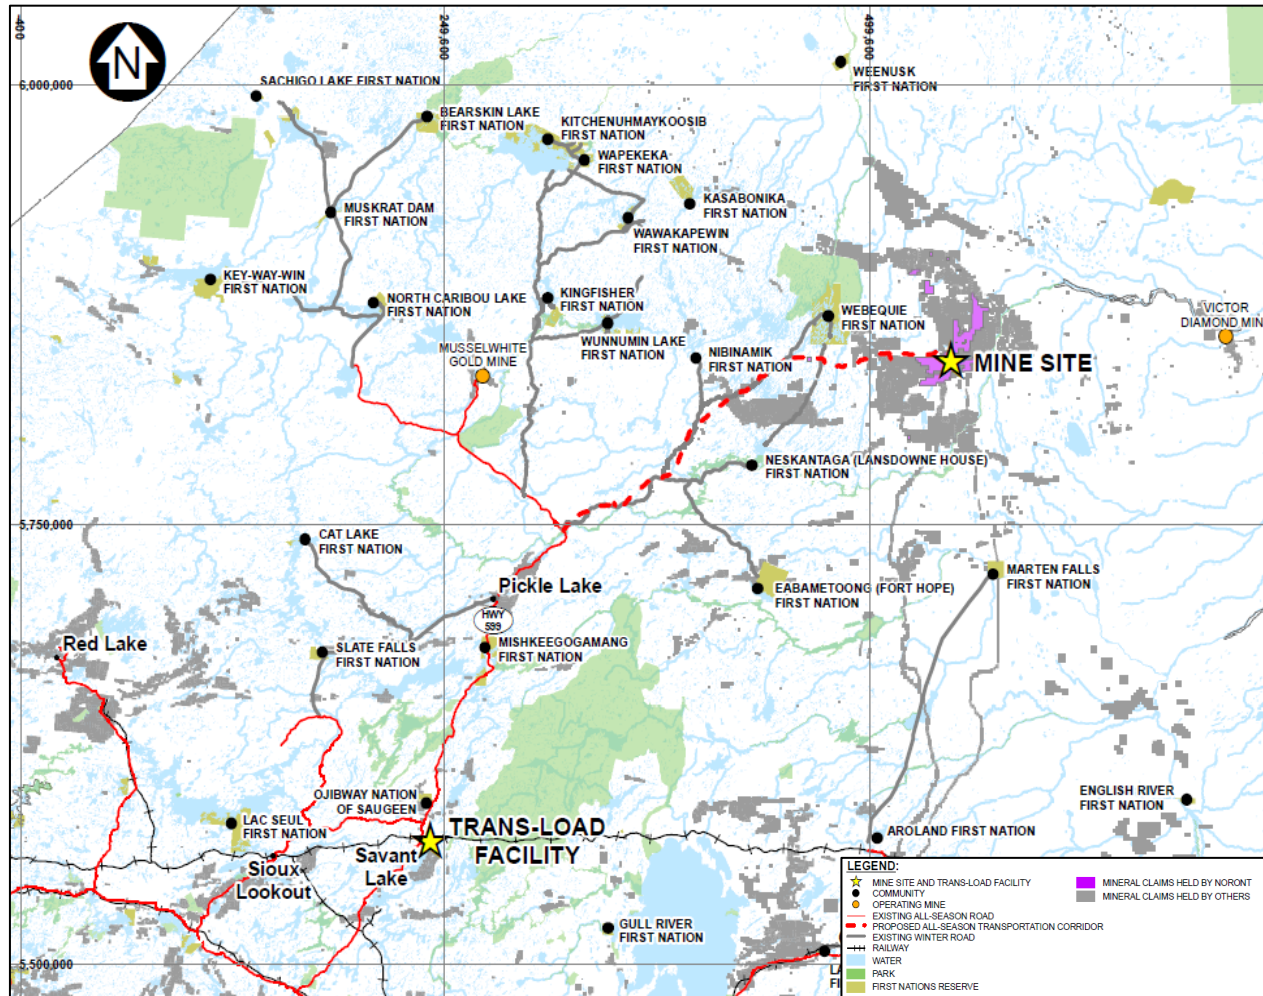 -400
249,600
499,600
N
6,000,000
SACHIGO LAKE FIRST NATION
WEENUSK
FIRST NATION
BEARSKIN LAKE
FIRST NATION
KITCHENUHMAYKOOSIB
FIRST NATION
WAPEKEKA
FIRST NATION
KASABONIKA
FIRST NATION
MUSKRAT DAM
FIRST NATION
WAWAKAPEWIN
FIRST NATION
KEY-WAY-WIN
FIRST NATION
NORTH CARIBOU LAKE
FIRST NATION
KINGFISHER
FIRST NATION
WEBEQUIE
FIRST NATION
VICTOR
DIAMOND MIN
WUNNUMIN LAKE
FIRST NATION
MUSSELWHITE
GOLD MINE
NIBINAMIK
FIRST NATION
MINE SITE
NESKANTAGA (LANSDOWNE HOUSE)
FIRST NATION
5,750,000
CAT LAKE
FIRST NATION
Pickle Lake
HWY
599
EABAMETOONG (FORT HOPE)
FIRST NATION
MARTEN FALLS
FIRST NATION
Red Lake
SLATE FALLS
FIRST NATION
MISHKEEGOGAMANG
FIRST NATION
OJIBWAY NATION
OF SAUGEEN
ENGLISH RIVER
FIRST NATION
LAC SEUL
FIRST NATION
TRANS-LOAD
FACILITY
AROLAND FIRST NATION
Savant
Lake
Sioux
Lookout
GULL RIVER
FIRST NATION
5,500,000
LA
FI
LEGEND:
MINE SITE AND TRANS-LOAD FACILITY
COMMUNITY
OPERATING MINE
EXISTING ALL-SEASON ROAD
PROPOSED ALL-SEASON TRANSPORTATION CORRIDOR
EXISTING WINTER ROAD
RAILWAY
WATER
PARK
FIRST NATIONS RESERVE
MINERAL CLAIMS HELD BY NORONT
MINERAL CLAIMS HELD BY OTHERS